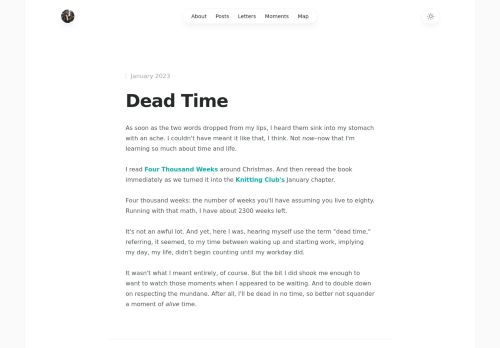 About Posts Letters Moments Map
January 2023
Dead Time
As soon as the two words dropped from my lips, I heard them sink into my stomach
with an ache. I couldn't have meant it like that, I think. Not now–now that I'm
learning so much about time and life.
I read Four Thousand Weeks around Christmas. And then reread the book
immediately as we turned it into the Knitting Club's January chapter.
Four thousand weeks: the number of weeks you'll have assuming you live to eighty.
Running with that math, I have about 2300 weeks left.
It's not an awful lot. And yet, here I was, hearing myself use the term "dead time,"
referring, it seemed, to my time between waking up and starting work, implying
my day, my life, didn't begin counting until my workday did.
It wasn't what I meant entirely, of course. But the bit I did shook me enough to
want to watch those moments when I appeared to be waiting. And to double down
on respecting the mundane. After all, I'll be dead in no time, so better not squander
a moment of alive time.